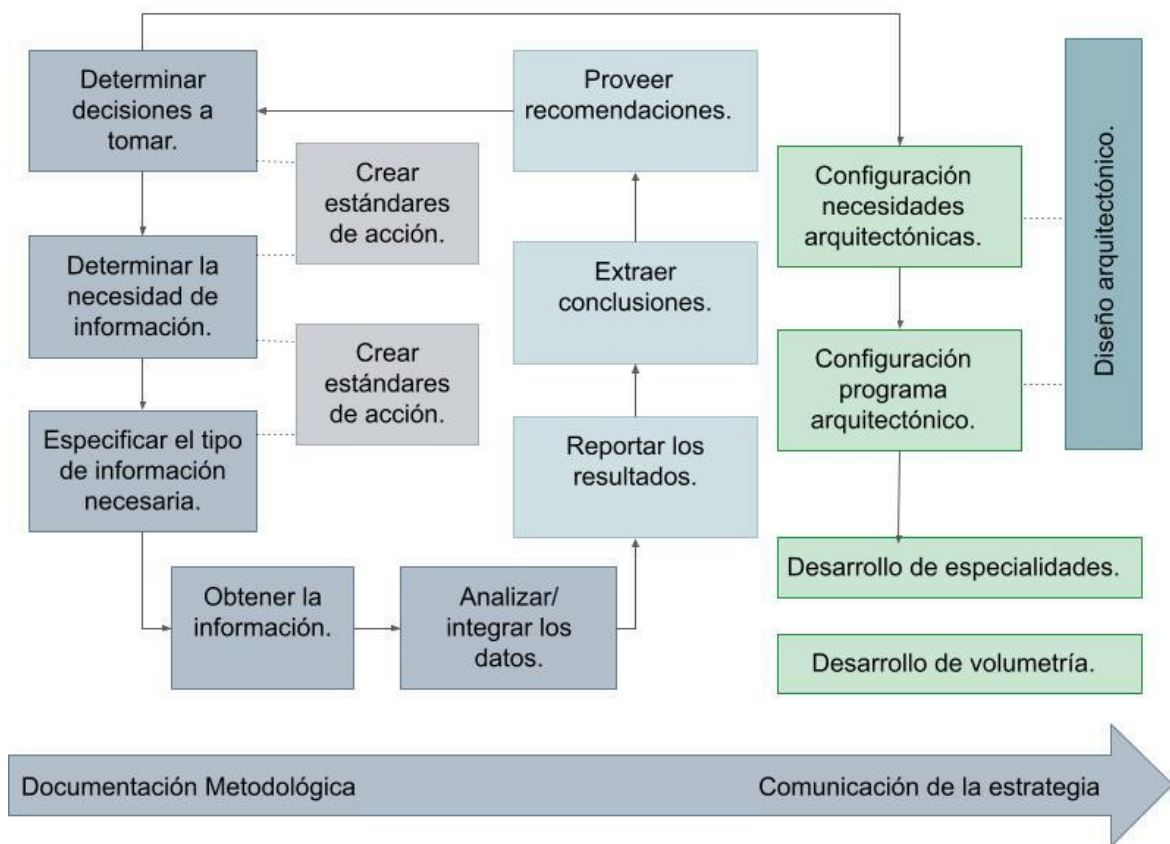 Determinar
decisiones a
tomar.
Crear
estándares
de acción.
Determinar la
necesidad de
información.
Crear
estándares
de acción.
Especificar el tipo
de información
necesaria.
Obtener la
información.
Analizar/
integrar los
datos.
Reportar los
resultados.
Extraer
conclusiones.
Proveer
recomendaciones.
Configuración
necesidades
arquitectónicas.
Configuración
programa
arquitectónico.
Diseño arquitectónico.
Desarrollo de especialidades.
Desarrollo de volumetría.
Documentación Metodológica
Comunicación de la estrategia